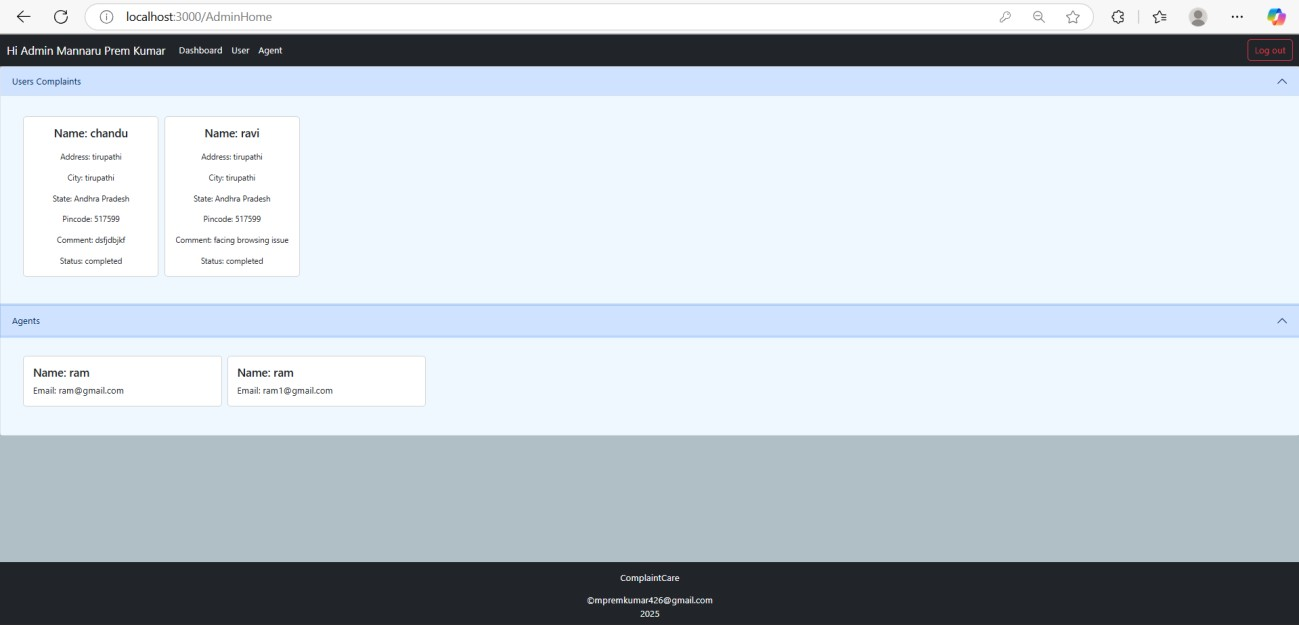 localhost:3000/AdminHome
Hi Admin Mannaru Prem Kumar Dashboard User Agent Log out
Users Complaints
Name: chandu
Address: tirupathi
City: tirupathi
State: Andhra Pradesh
Pincode: 517599
Comment: dsfjdbjkf
Status: completed
Name: ravi
Address: tirupathi
City: tirupathi
State: Andhra Pradesh
Pincode: 517599
Comment: facing browsing issue
Status: completed
Agents
Name: ram
Email: ram@gmail.com
Name: ram
Email: ram1@gmail.com
ComplaintCare
©mpremkumar426@gmail.com
2025